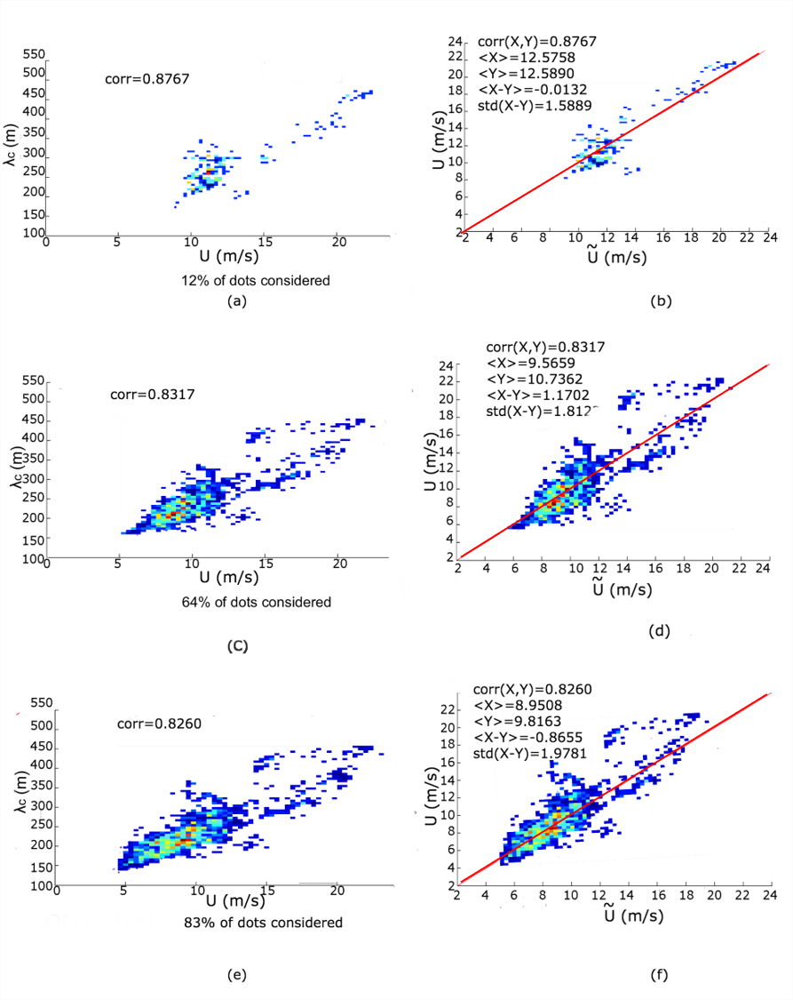 550
500
450
400
350
300
250
200
150
100
λc (m)
corr=0.8767
0
5
10
15
20
U (m/s)
12% of dots considered
(a)
corr(X,Y)=0.8767
<X>=12.5758
<Y>=12.5890
<X-Y>=-0.0132
std(X-Y)=1.5889
24
22
20
18
16
14
12
10
8
6
4
2
U (m/s)
2
4
6
8
10
12
14
16
18
20
22
24
Ũ (m/s)
(b)
550
500
450
400
350
300
250
200
150
100
λc (m)
corr=0.8317
0
5
10
15
20
U (m/s)
64% of dots considered
(C)
corr(X,Y)=0.8317
<X>=9.5659
<Y>=10.7362
<X-Y>=1.1702
std(X-Y)=1.812
24
22
20
18
16
14
12
10
8
6
4
2
U (m/s)
2
4
6
8
10
12
14
16
18
20
22
24
Ũ (m/s)
(d)
550
500
450
400
350
300
250
200
150
100
λc (m)
corr=0.8260
0
5
10
15
20
U (m/s)
83% of dots considered
(e)
corr(X,Y)=0.8260
<X>=8.9508
<Y>=9.8163
<X-Y>=-0.8655
std(X-Y)=1.9781
22
20
18
16
14
12
10
8
6
4
2
U (m/s)
2
4
6
8
10
12
14
16
18
20
22
24
Ũ (m/s)
(f)